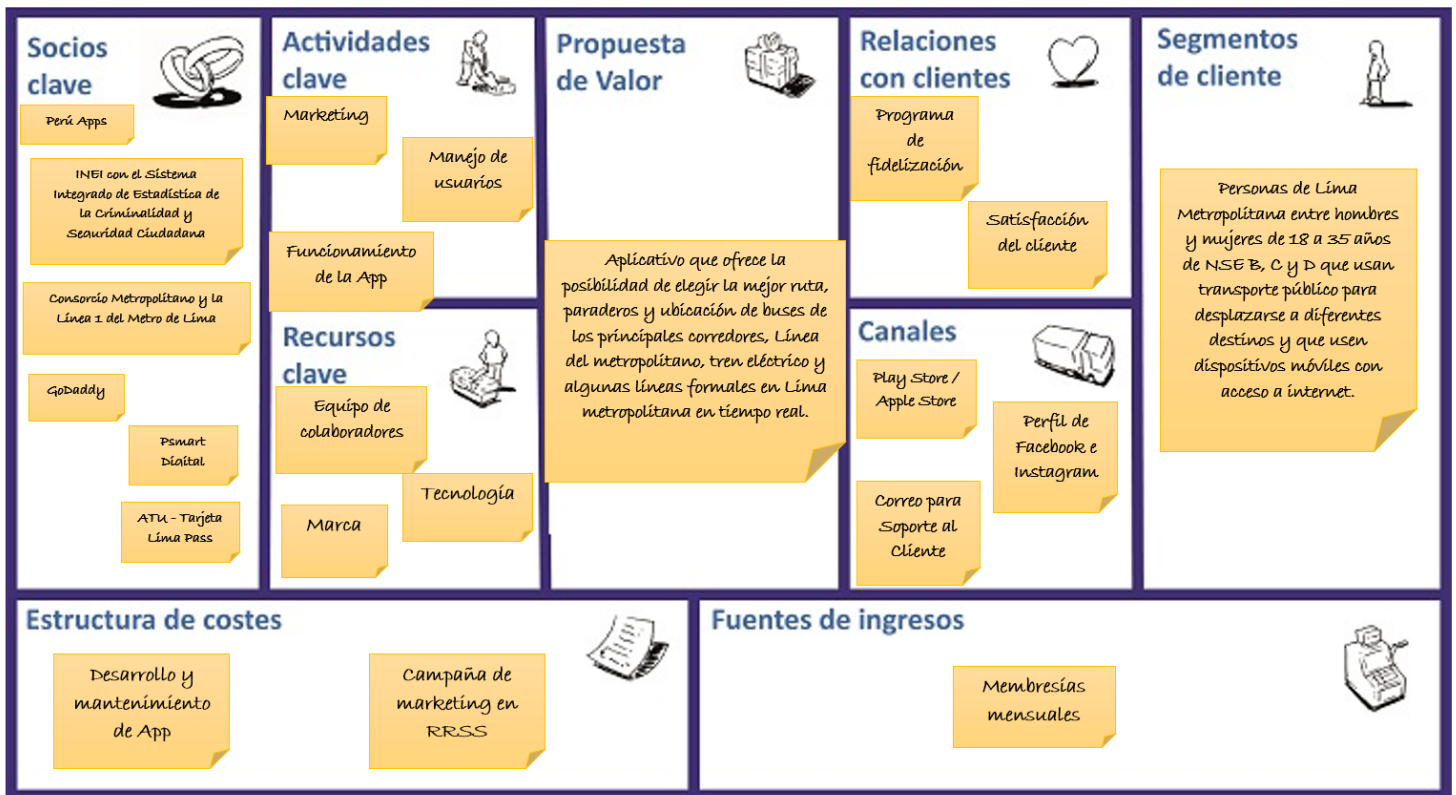 Socios
clave
Perú Apps
INEI con el Sistema
Integrado de Estadística de
la Criminalidad y
Seguridad Ciudadana
Consorcio Metropolitano y la
Línea 1 del Metro de Lima
GoDaddy
Psmart
Digital
ATU - Tarjeta
Lima Pass
Actividades
clave
Marketing
Manejo de
usuarios
Funcionamiento
de la App
Recursos
clave
Equipo de
colaboradores
Tecnología
Marca
Propuesta
de Valor
Aplicativo que ofrece la
posibilidad de elegir la mejor ruta,
paraderos y ubicación de buses de
los principales corredores, Línea
del metropolitano, tren eléctrico y
algunas líneas formales en Lima
metropolitana en tiempo real.
Relaciones
con clientes
Programa
de
fidelización
Satisfacción
del cliente
Canales
Play Store /
Apple Store
Perfil de
Facebook e
Instagram
Correo para
Soporte al
Cliente
Segmentos
de cliente
Personas de Lima
Metropolitana entre hombres
y mujeres de 18 a 35 años
de NSE B, C y D que usan
transporte público para
desplazarse a diferentes
destinos y que usen
dispositivos móviles con
acceso a internet.
Estructura de costes
Desarrollo y
mantenimiento
de App
Campaña de
marketing en
RRSS
Fuentes de ingresos
Membresías
mensuales